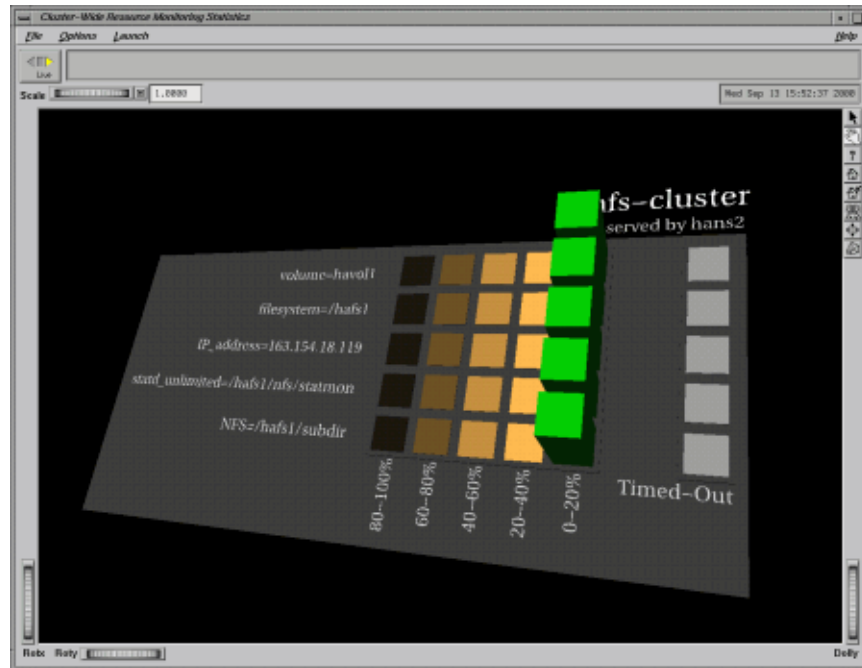 Cluster-Wide Resource Monitoring Statistics
File Options Launch Help
Live
Scale 1.0000 Wed Sep 13 15:52:37 2000
nfs-cluster
served by hans2
volume=havol1
filesystem=/hafs1
IP_address=163.154.18.119
statd_unlimited=/hafs1/nfs/statmon
NFS=/hafs1/subdir
80-100%
60-80%
40-60%
20-40%
0-20%
Timed-Out
Rotx Roty Dolly